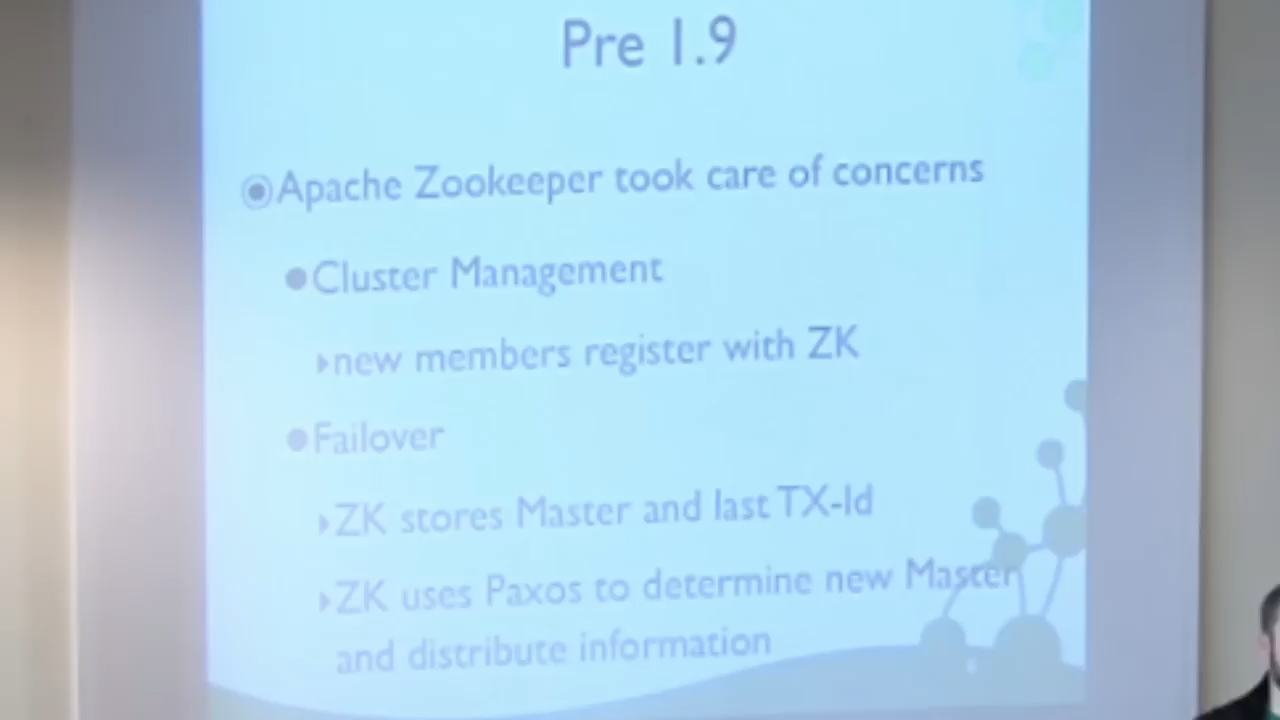 Pre 1.9
Apache Zookeeper took care of concerns
Cluster Management
new members register with ZK
Failover
ZK stores Master and last TX-Id
ZK uses Paxos to determine new Master
and distribute information